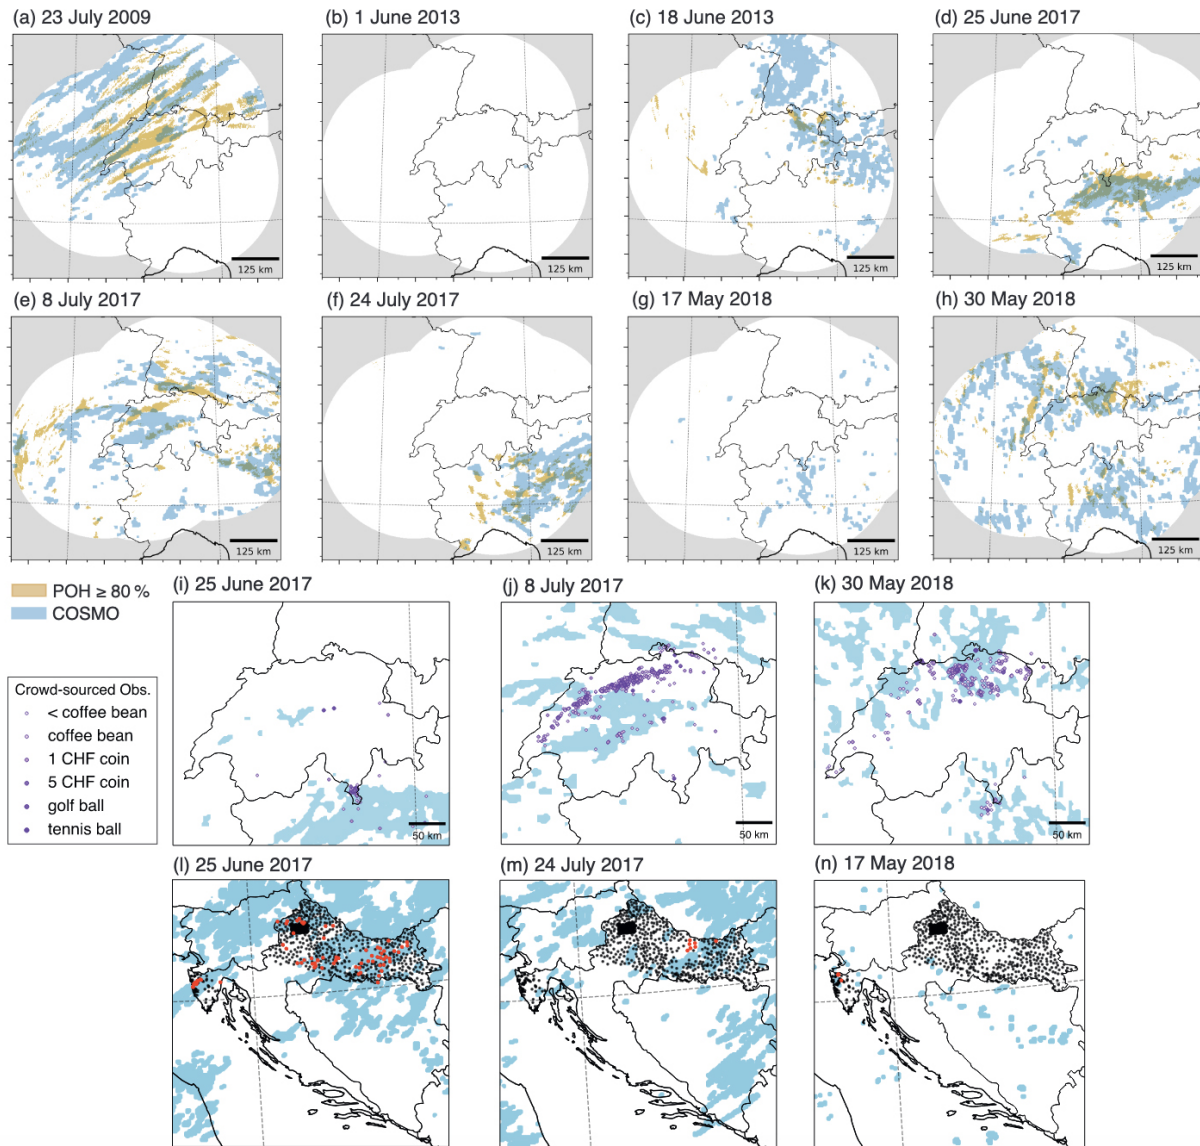 (a) 23 July 2009
(b) 1 June 2013
(c) 18 June 2013
(d) 25 June 2017
125 km
125 km
125 km
125 km
(e) 8 July 2017
(f) 24 July 2017
(g) 17 May 2018
(h) 30 May 2018
125 km
125 km
125 km
125 km
POH ≥ 80 %
COSMO
(i) 25 June 2017
(j) 8 July 2017
(k) 30 May 2018
Crowd-sourced Obs.
< coffee bean
coffee bean
1 CHF coin
5 CHF coin
golf ball
tennis ball
50 km
50 km
50 km
(l) 25 June 2017
(m) 24 July 2017
(n) 17 May 2018